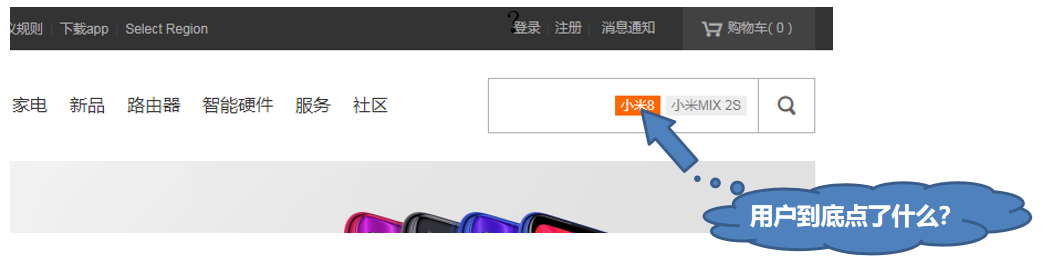 议规则 下载app Select Region ? 登录 注册 消息通知 购物车( 0 )
家电 新品 路由器 智能硬件 服务 社区 小米8 小米MIX 2S
用户到底点了什么?